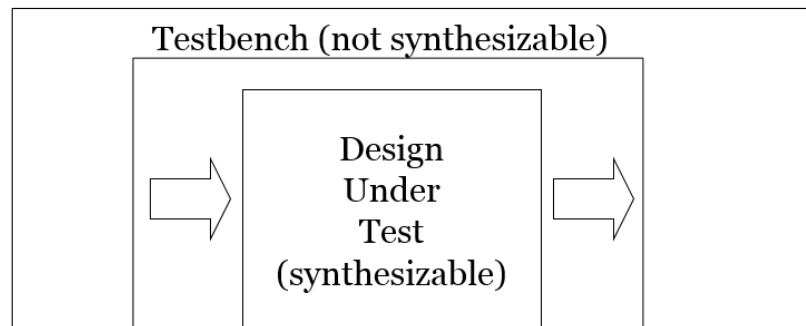 Testbench (not synthesizable)
Design
Under
Test
(synthesizable)